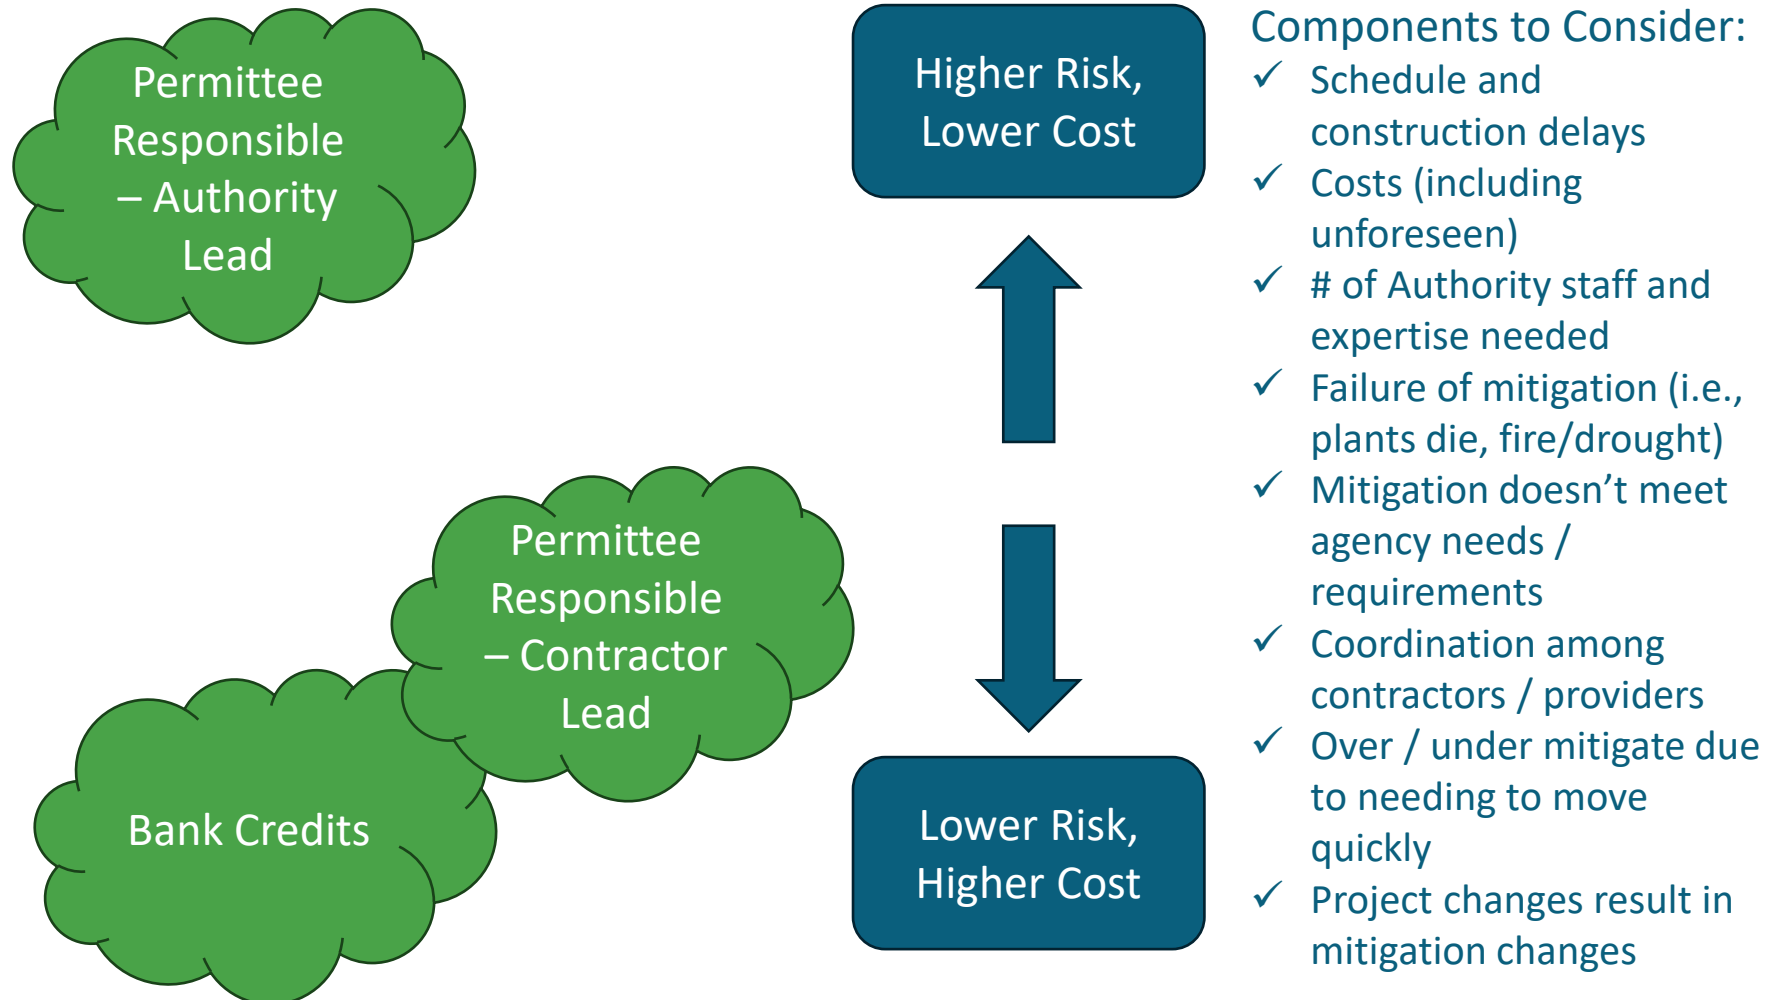 Permittee
Responsible
– Authority
Lead
Permittee
Responsible
– Contractor
Lead
Bank Credits
Higher Risk,
Lower Cost
Lower Risk,
Higher Cost
Components to Consider:
✓ Schedule and
construction delays
✓ Costs (including
unforeseen)
✓ # of Authority staff and
expertise needed
✓ Failure of mitigation (i.e.,
plants die, fire/drought)
✓ Mitigation doesn’t meet
agency needs /
requirements
✓ Coordination among
contractors / providers
✓ Over / under mitigate due
to needing to move
quickly
✓ Project changes result in
mitigation changes